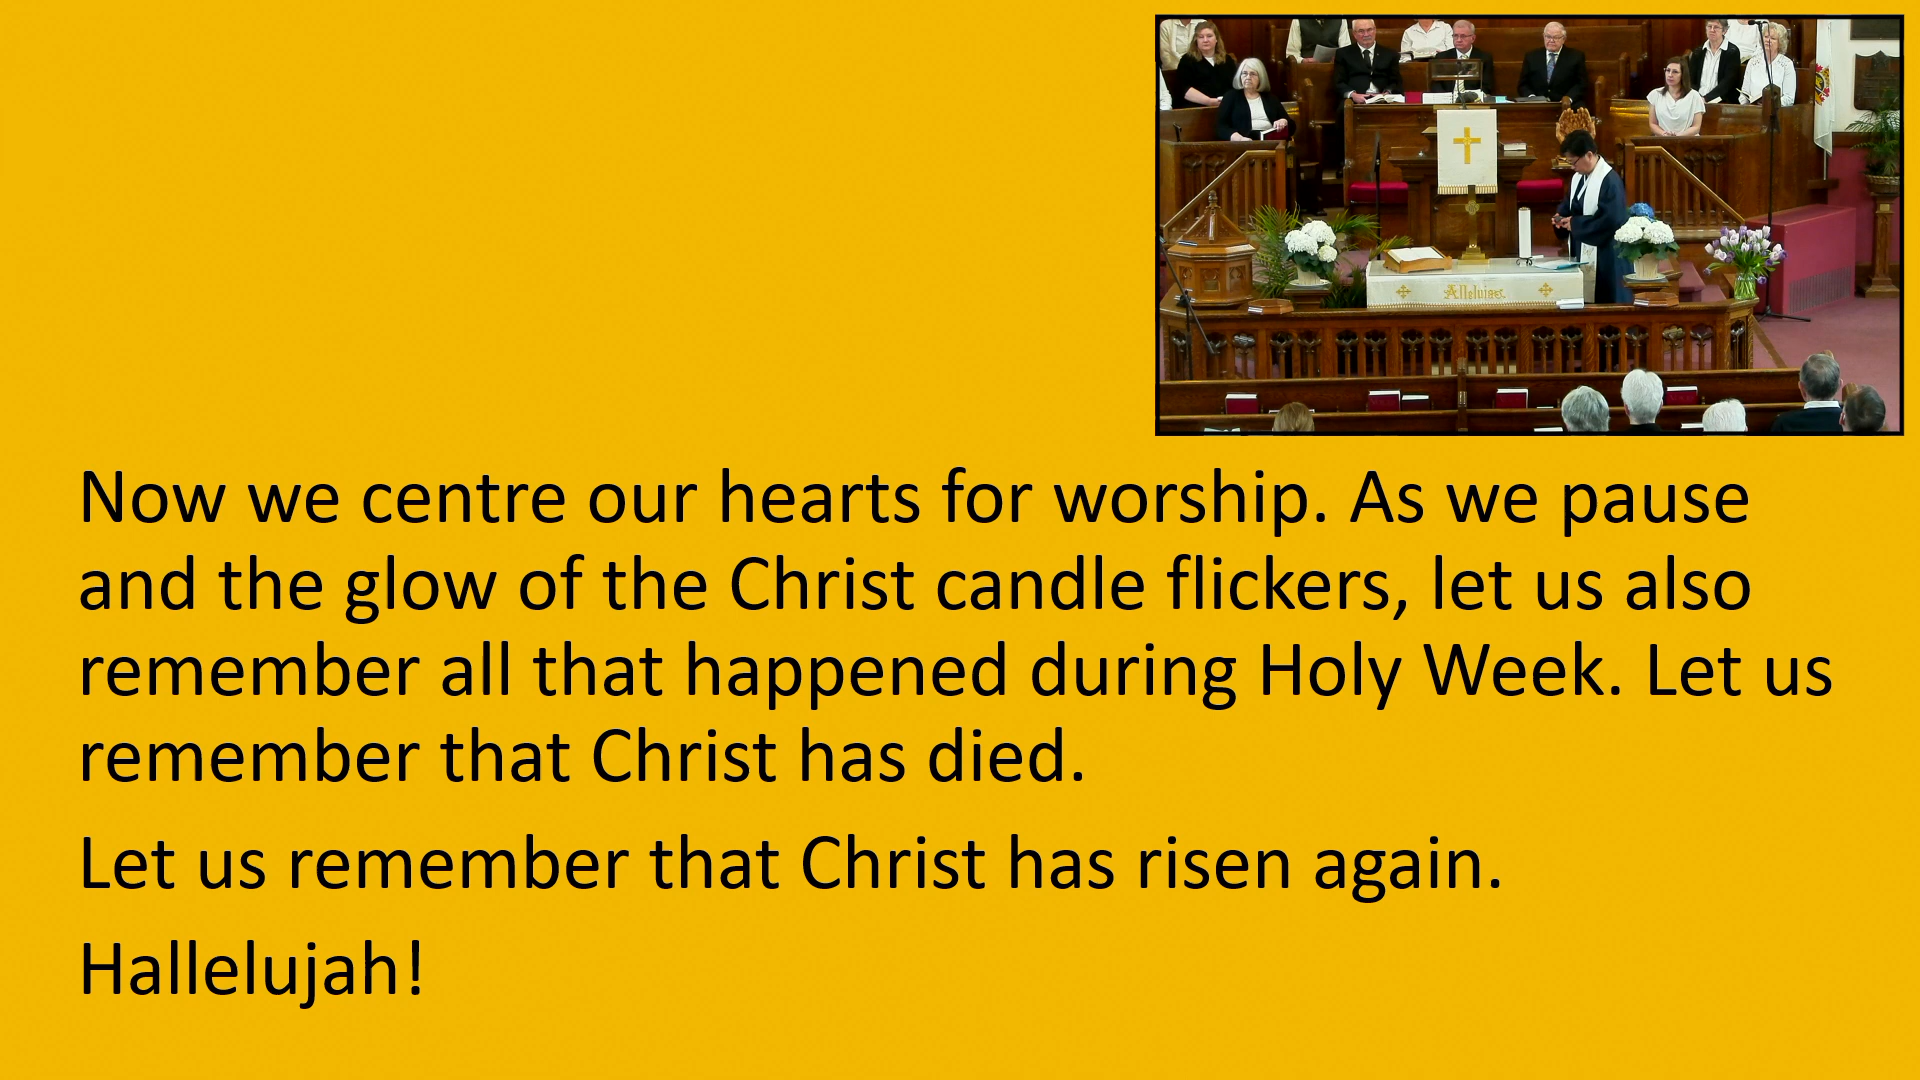 Alleluia
Now we centre our hearts for worship. As we pause
and the glow of the Christ candle flickers, let us also
remember all that happened during Holy Week. Let us
remember that Christ has died.
Let us remember that Christ has risen again.
Hallelujah!